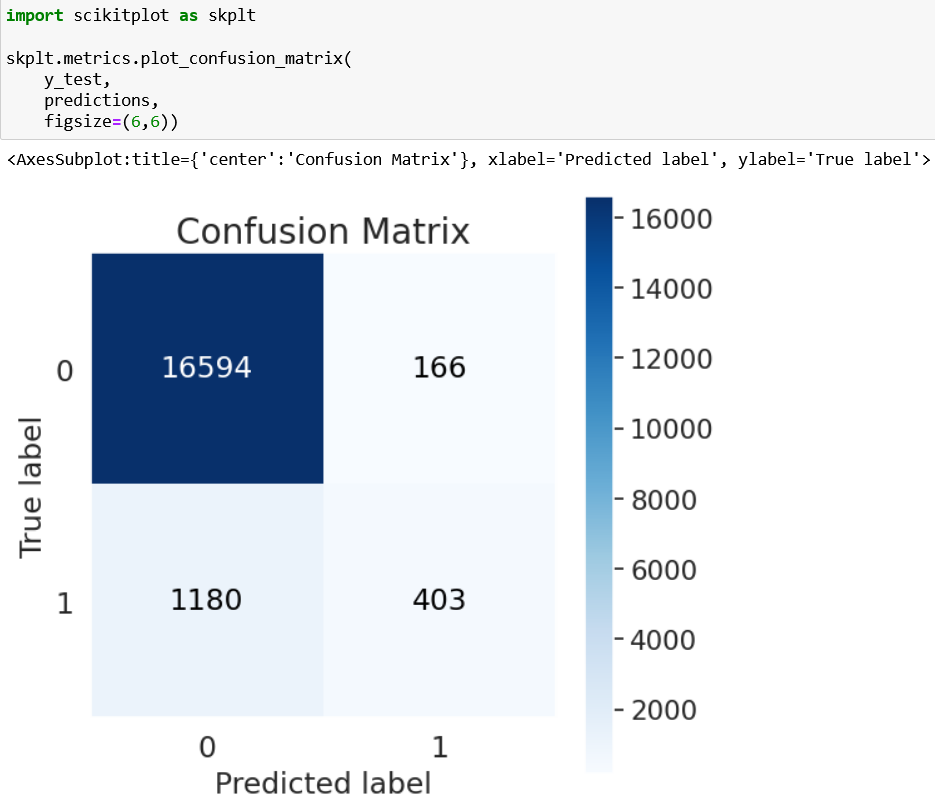 import scikitplot as skplt
skplt.metrics.plot_confusion_matrix(
y_test,
predictions,
figsize=(6,6))
<AxesSubplot:title={'center':'Confusion Matrix'}, xlabel='Predicted label', ylabel='True label'>
Confusion Matrix
16000
14000
12000
10000
8000
6000
4000
2000
True label
0
16594
166
1
1180
403
0
1
Predicted label